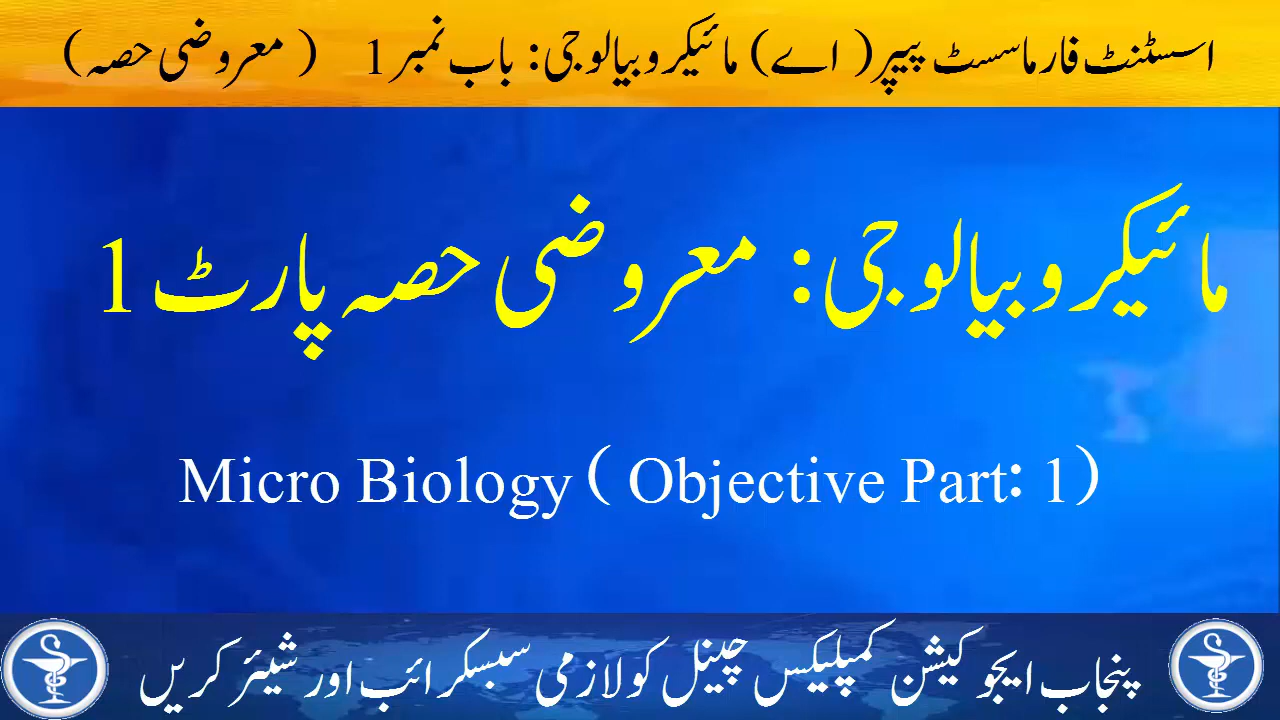 اسسٹنٹ فارماسسٹ پیپر( اے) مائیکروبیالوجی: باب نمبر 1 ( معروضی حصہ)
مائیکروبیالوجی: معروضی حصہ پارٹ 1
Micro Biology ( Objective Part: 1)
پنجاب ایجوکیشن کمپلیکس چینل کو لازمی سبسکرائب اور شیئر کریں